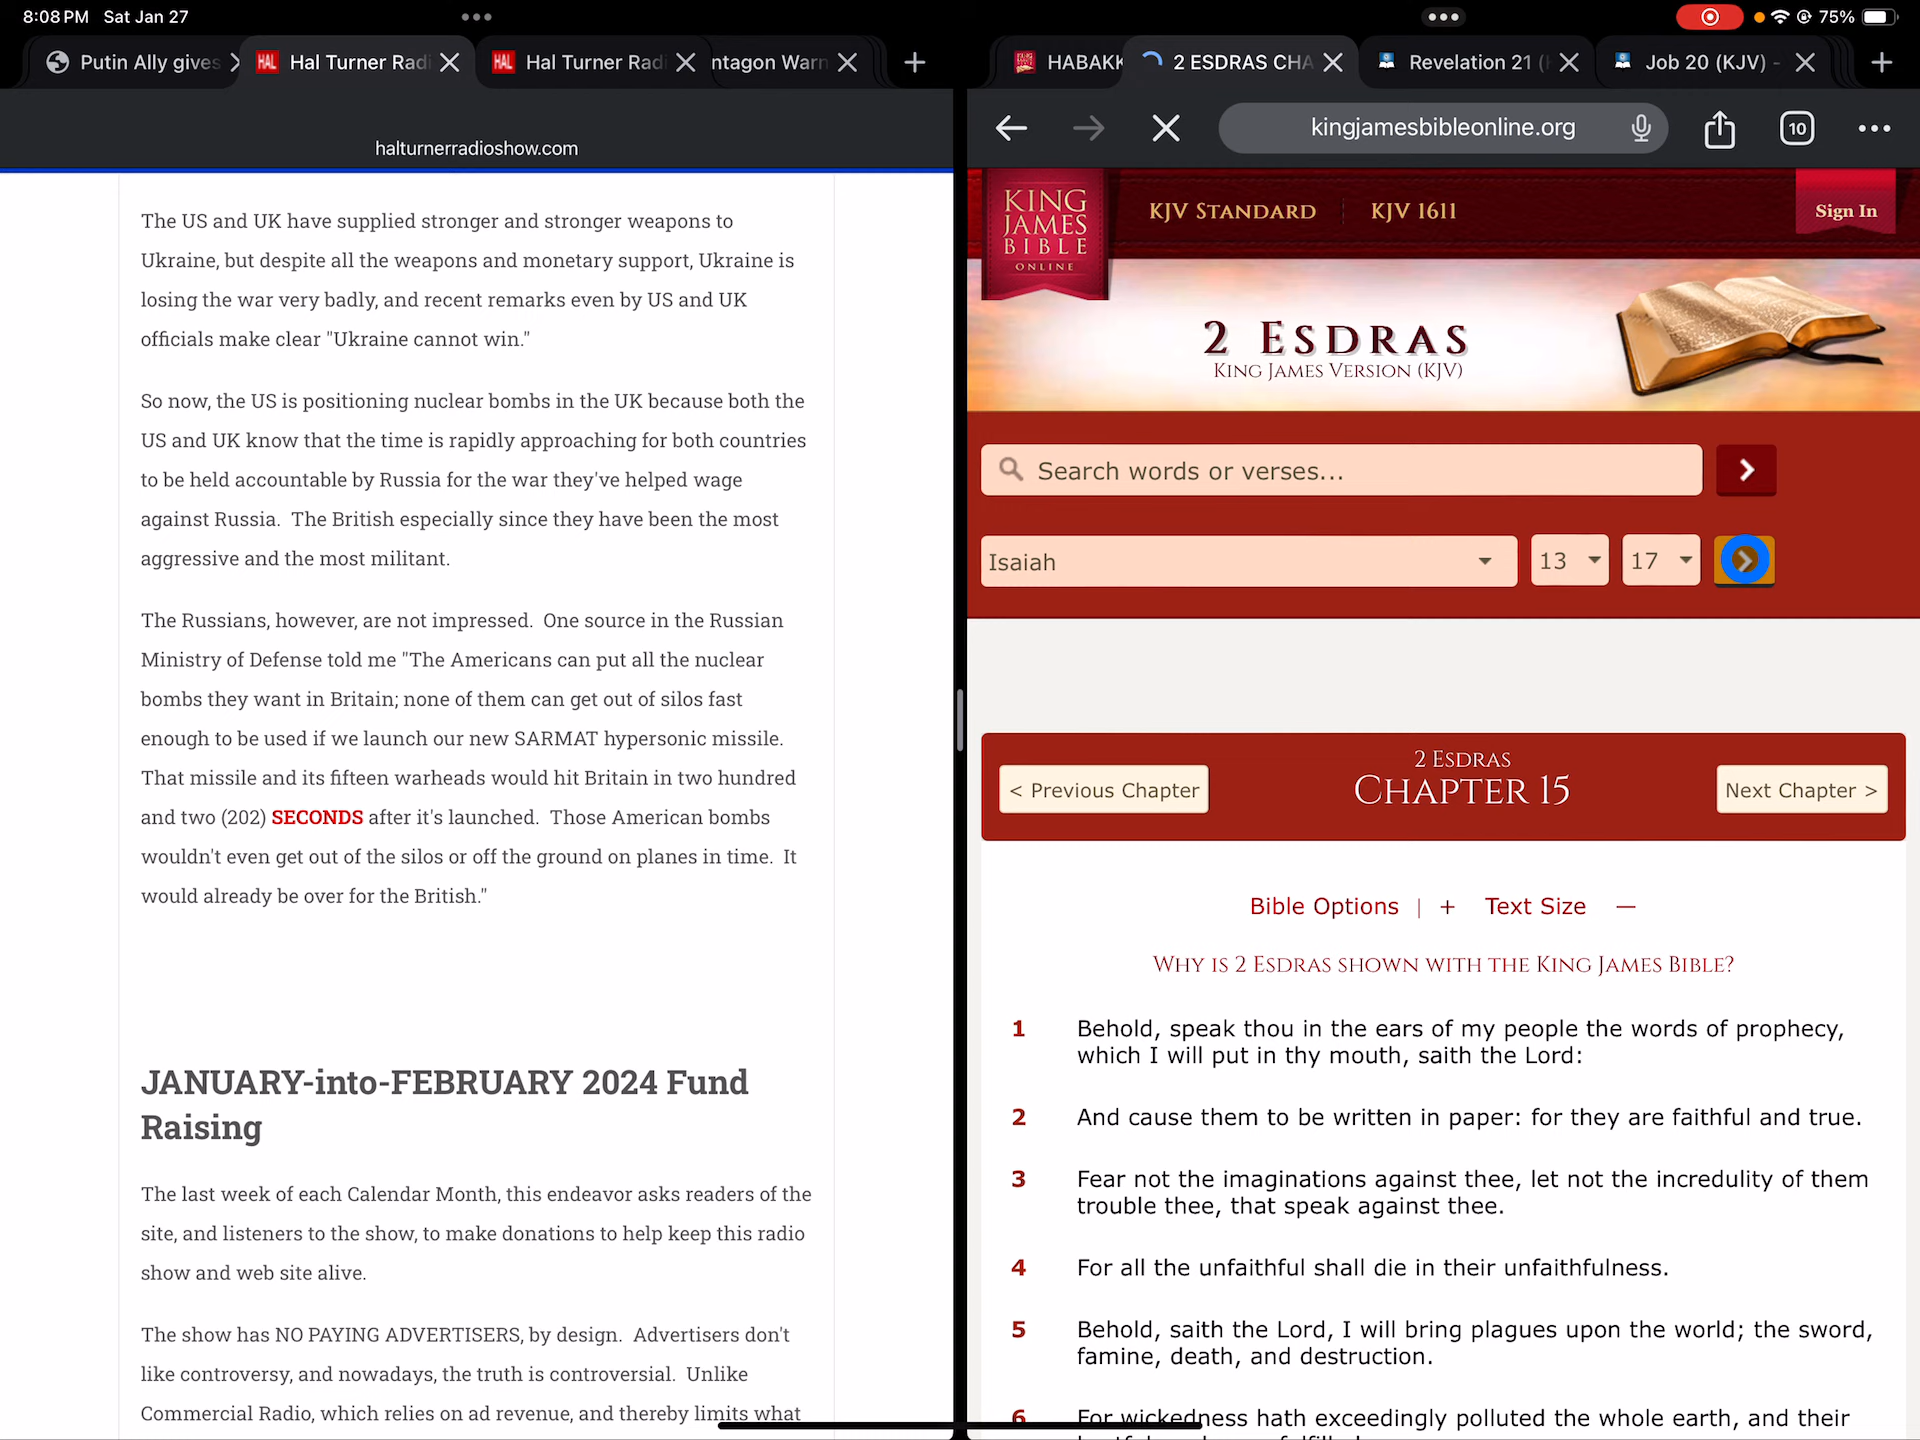 8:08 PM Sat Jan 27
75%
Putin Ally gives
HAL Hal Turner Radi
HAL Hal Turner Radi
ntagon Warn
HABAKK
2 ESDRAS CHA
Revelation 21 (
Job 20 (KJV) -
halturnerradioshow.com
The US and UK have supplied stronger and stronger weapons to
Ukraine, but despite all the weapons and monetary support, Ukraine is
losing the war very badly, and recent remarks even by US and UK
officials make clear "Ukraine cannot win."
So now, the US is positioning nuclear bombs in the UK because both the
US and UK know that the time is rapidly approaching for both countries
to be held accountable by Russia for the war they've helped wage
against Russia.  The British especially since they have been the most
aggressive and the most militant.
The Russians, however, are not impressed.  One source in the Russian
Ministry of Defense told me "The Americans can put all the nuclear
bombs they want in Britain; none of them can get out of silos fast
enough to be used if we launch our new SARMAT hypersonic missile.
That missile and its fifteen warheads would hit Britain in two hundred
and two (202) SECONDS after it's launched.  Those American bombs
wouldn't even get out of the silos or off the ground on planes in time.  It
would already be over for the British."
JANUARY-into-FEBRUARY 2024 Fund
Raising
The last week of each Calendar Month, this endeavor asks readers of the
site, and listeners to the show, to make donations to help keep this radio
show and web site alive.
The show has NO PAYING ADVERTISERS, by design.  Advertisers don't
like controversy, and nowadays, the truth is controversial.  Unlike
Commercial Radio, which relies on ad revenue, and thereby limits what
kingjamesbibleonline.org
10
KING
JAMES
BIBLE
ONLINE
KJV STANDARD
KJV 1611
Sign In
2 ESDRAS
KING JAMES VERSION (KJV)
Search words or verses...
Isaiah
13
17
< Previous Chapter
2 ESDRAS
CHAPTER 15
Next Chapter >
Bible Options | + Text Size —
WHY IS 2 ESDRAS SHOWN WITH THE KING JAMES BIBLE?
1 Behold, speak thou in the ears of my people the words of prophecy,
which I will put in thy mouth, saith the Lord:
2 And cause them to be written in paper: for they are faithful and true.
3 Fear not the imaginations against thee, let not the incredulity of them
trouble thee, that speak against thee.
4 For all the unfaithful shall die in their unfaithfulness.
5 Behold, saith the Lord, I will bring plagues upon the world; the sword,
famine, death, and destruction.
6 For wickedness hath exceedingly polluted the whole earth, and their